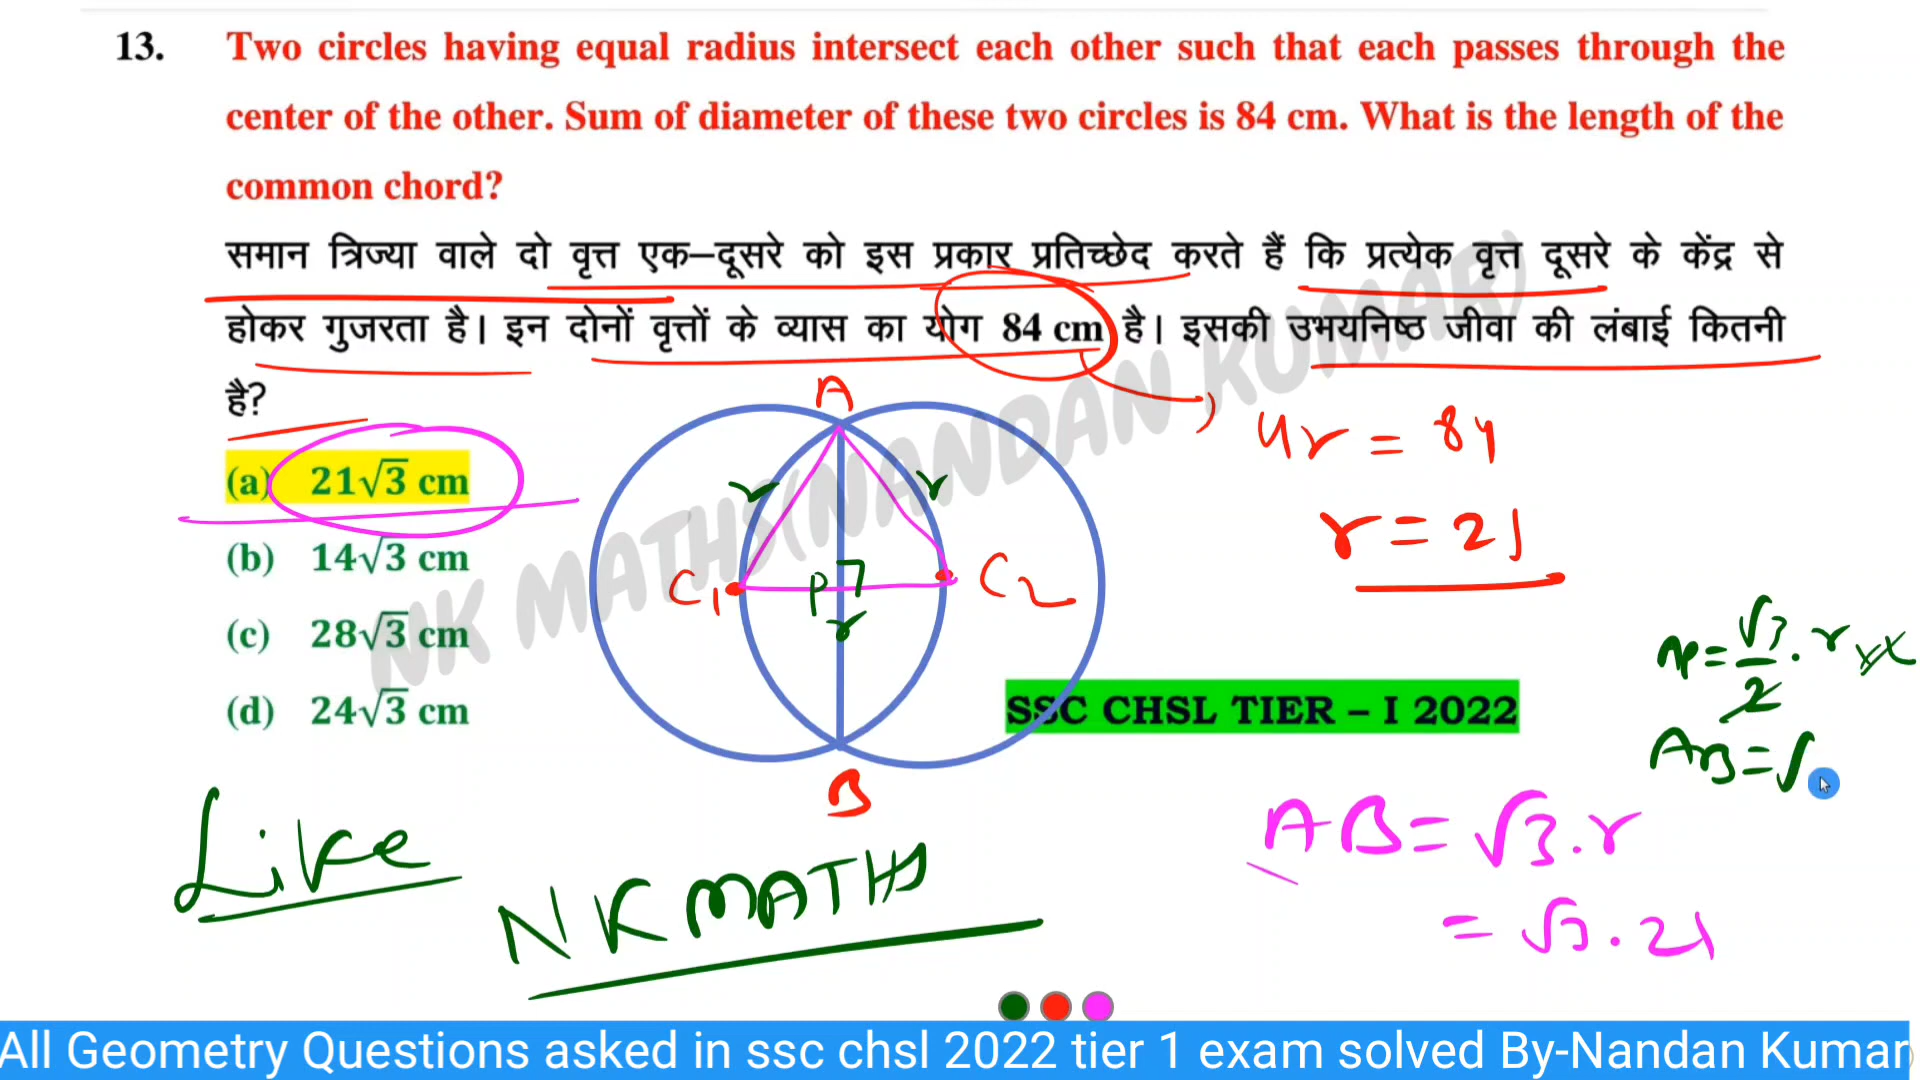 13. Two circles having equal radius intersect each other such that each passes through the
center of the other. Sum of diameter of these two circles is 84 cm. What is the length of the
common chord?
समान त्रिज्या वाले दो वृत्त एक–दूसरे को इस प्रकार प्रतिच्छेद करते हैं कि प्रत्येक वृत्त दूसरे के केंद्र से
होकर गुजरता है। इन दोनों वृत्तों के व्यास का योग 84 cm है। इसकी उभयनिष्ठ जीवा की लंबाई कितनी
है?
(a) 21√3 cm
(b) 14√3 cm
(c) 28√3 cm
(d) 24√3 cm
A
r
r
C₁
P
r
C₂
B
4r = 84
r = 21
= √3/2 . r
AB = √
SSC CHSL TIER – I 2022
AB = √3.r
= √3.21
Like
NK MATHS
NK MATHS(NANDAN KUMAR)
All Geometry Questions asked in ssc chsl 2022 tier 1 exam solved By-Nandan Kumar